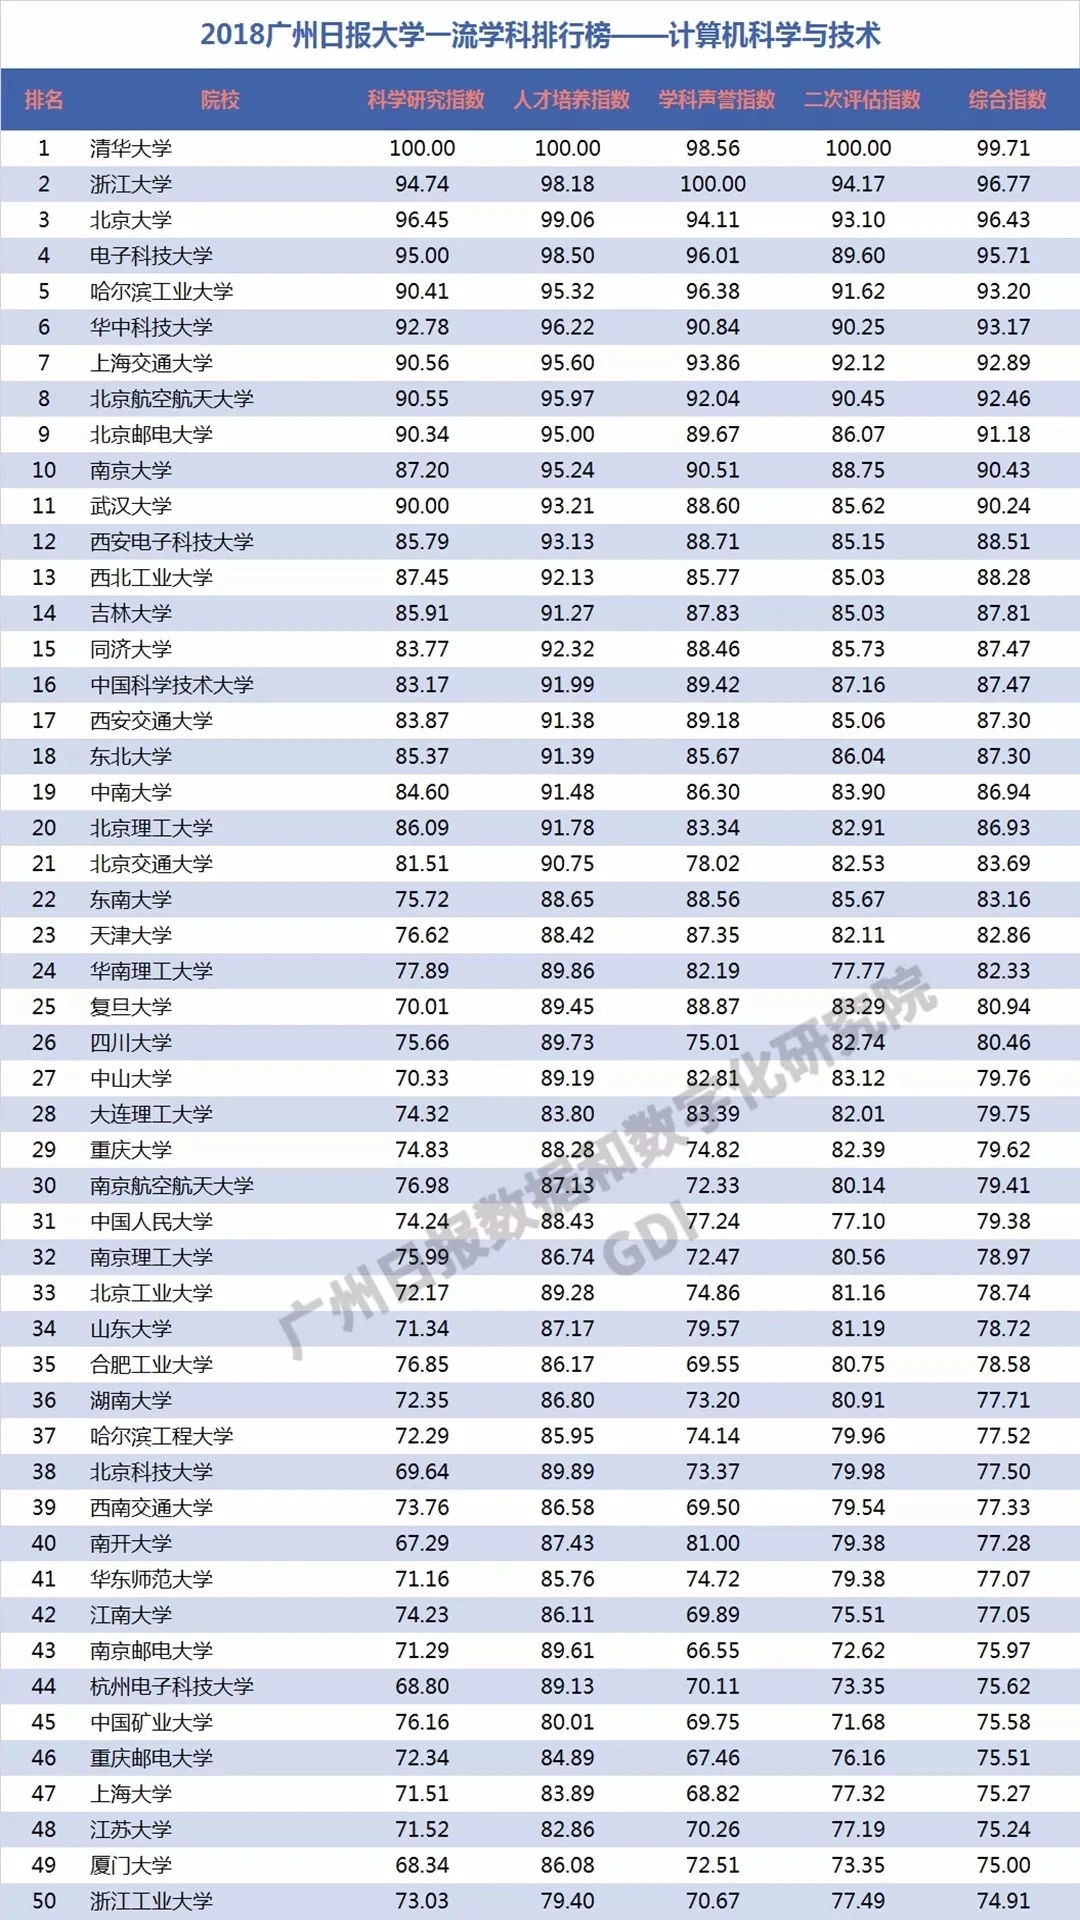 2018广州日报大学一流学科排行榜——计算机科学与技术
排名 院校 科学研究指数 人才培养指数 学科声誉指数 二次评估指数 综合指数
1 清华大学 100.00 100.00 98.56 100.00 99.71
2 浙江大学 94.74 98.18 100.00 94.17 96.77
3 北京大学 96.45 99.06 94.11 93.10 96.43
4 电子科技大学 95.00 98.50 96.01 89.60 95.71
5 哈尔滨工业大学 90.41 95.32 96.38 91.62 93.20
6 华中科技大学 92.78 96.22 90.84 90.25 93.17
7 上海交通大学 90.56 95.60 93.86 92.12 92.89
8 北京航空航天大学 90.55 95.97 92.04 90.45 92.46
9 北京邮电大学 90.34 95.00 89.67 86.07 91.18
10 南京大学 87.20 95.24 90.51 88.75 90.43
11 武汉大学 90.00 93.21 88.60 85.62 90.24
12 西安电子科技大学 85.79 93.13 88.71 85.15 88.51
13 西北工业大学 87.45 92.13 85.77 85.03 88.28
14 吉林大学 85.91 91.27 87.83 85.03 87.81
15 同济大学 83.77 92.32 88.46 85.73 87.47
16 中国科学技术大学 83.17 91.99 89.42 87.16 87.47
17 西安交通大学 83.87 91.38 89.18 85.06 87.30
18 东北大学 85.37 91.39 85.67 86.04 87.30
19 中南大学 84.60 91.48 86.30 83.90 86.94
20 北京理工大学 86.09 91.78 83.34 82.91 86.93
21 北京交通大学 81.51 90.75 78.02 82.53 83.69
22 东南大学 75.72 88.65 88.56 85.67 83.16
23 天津大学 76.62 88.42 87.35 82.11 82.86
24 华南理工大学 77.89 89.86 82.19 77.77 82.33
25 复旦大学 70.01 89.45 88.87 83.29 80.94
26 四川大学 75.66 89.73 75.01 82.74 80.46
27 中山大学 70.33 89.19 82.81 83.12 79.76
28 大连理工大学 74.32 83.80 83.39 82.01 79.75
29 重庆大学 74.83 88.28 74.82 82.39 79.62
30 南京航空航天大学 76.98 87.13 72.33 80.14 79.41
31 中国人民大学 74.24 88.43 77.24 77.10 79.38
32 南京理工大学 75.99 86.74 72.47 80.56 78.97
33 北京工业大学 72.17 89.28 74.86 81.16 78.74
34 山东大学 71.34 87.17 79.57 81.19 78.72
35 合肥工业大学 76.85 86.17 69.55 80.75 78.58
36 湖南大学 72.35 86.80 73.20 80.91 77.71
37 哈尔滨工程大学 72.29 85.95 74.14 79.96 77.52
38 北京科技大学 69.64 89.89 73.37 79.98 77.50
39 西南交通大学 73.76 86.58 69.50 79.54 77.33
40 南开大学 67.29 87.43 81.00 79.38 77.28
41 华东师范大学 71.16 85.76 74.72 79.38 77.07
42 江南大学 74.23 86.11 69.89 75.51 77.05
43 南京邮电大学 71.29 89.61 66.55 72.62 75.97
44 杭州电子科技大学 68.80 89.13 70.11 73.35 75.62
45 中国矿业大学 76.16 80.01 69.75 71.68 75.58
46 重庆邮电大学 72.34 84.89 67.46 76.16 75.51
47 上海大学 71.51 83.89 68.82 77.32 75.27
48 江苏大学 71.52 82.86 70.26 77.19 75.24
49 厦门大学 68.34 86.08 72.51 73.35 75.00
50 浙江工业大学 73.03 79.40 70.67 77.49 74.91
广州日报数据和数字化研究院
GDI